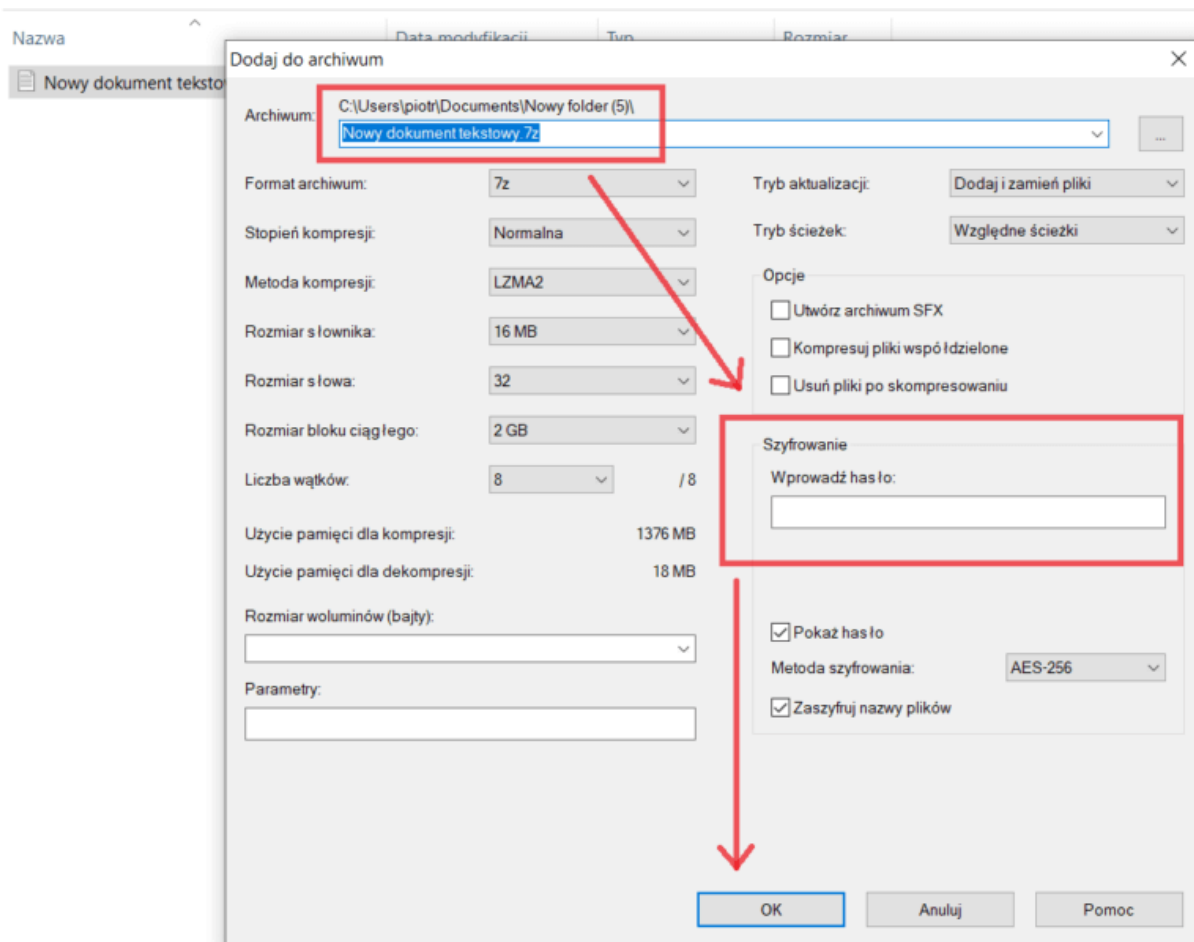 Nazwa Data modyfikacji Typ Rozmiar
Nowy dokument teksto
Dodaj do archiwum
Archiwum: C:\Users\piotr\Documents\Nowy folder (5)\
Nowy dokument tekstowy.7z
...
Format archiwum: 7z
Stopień kompresji: Normalna
Metoda kompresji: LZMA2
Rozmiar słownika: 16 MB
Rozmiar słowa: 32
Rozmiar bloku ciągłego: 2 GB
Liczba wątków: 8 / 8
Użycie pamięci dla kompresji: 1376 MB
Użycie pamięci dla dekompresji: 18 MB
Rozmiar woluminów (bajty):
Parametry:
Tryb aktualizacji: Dodaj i zamień pliki
Tryb ścieżek: Względne ścieżki
Opcje
Utwórz archiwum SFX
Kompresuj pliki współdzielone
Usuń pliki po skompresowaniu
Szyfrowanie
Wprowadź hasło:
Pokaż hasło
Metoda szyfrowania: AES-256
Zaszyfruj nazwy plików
OK Anuluj Pomoc